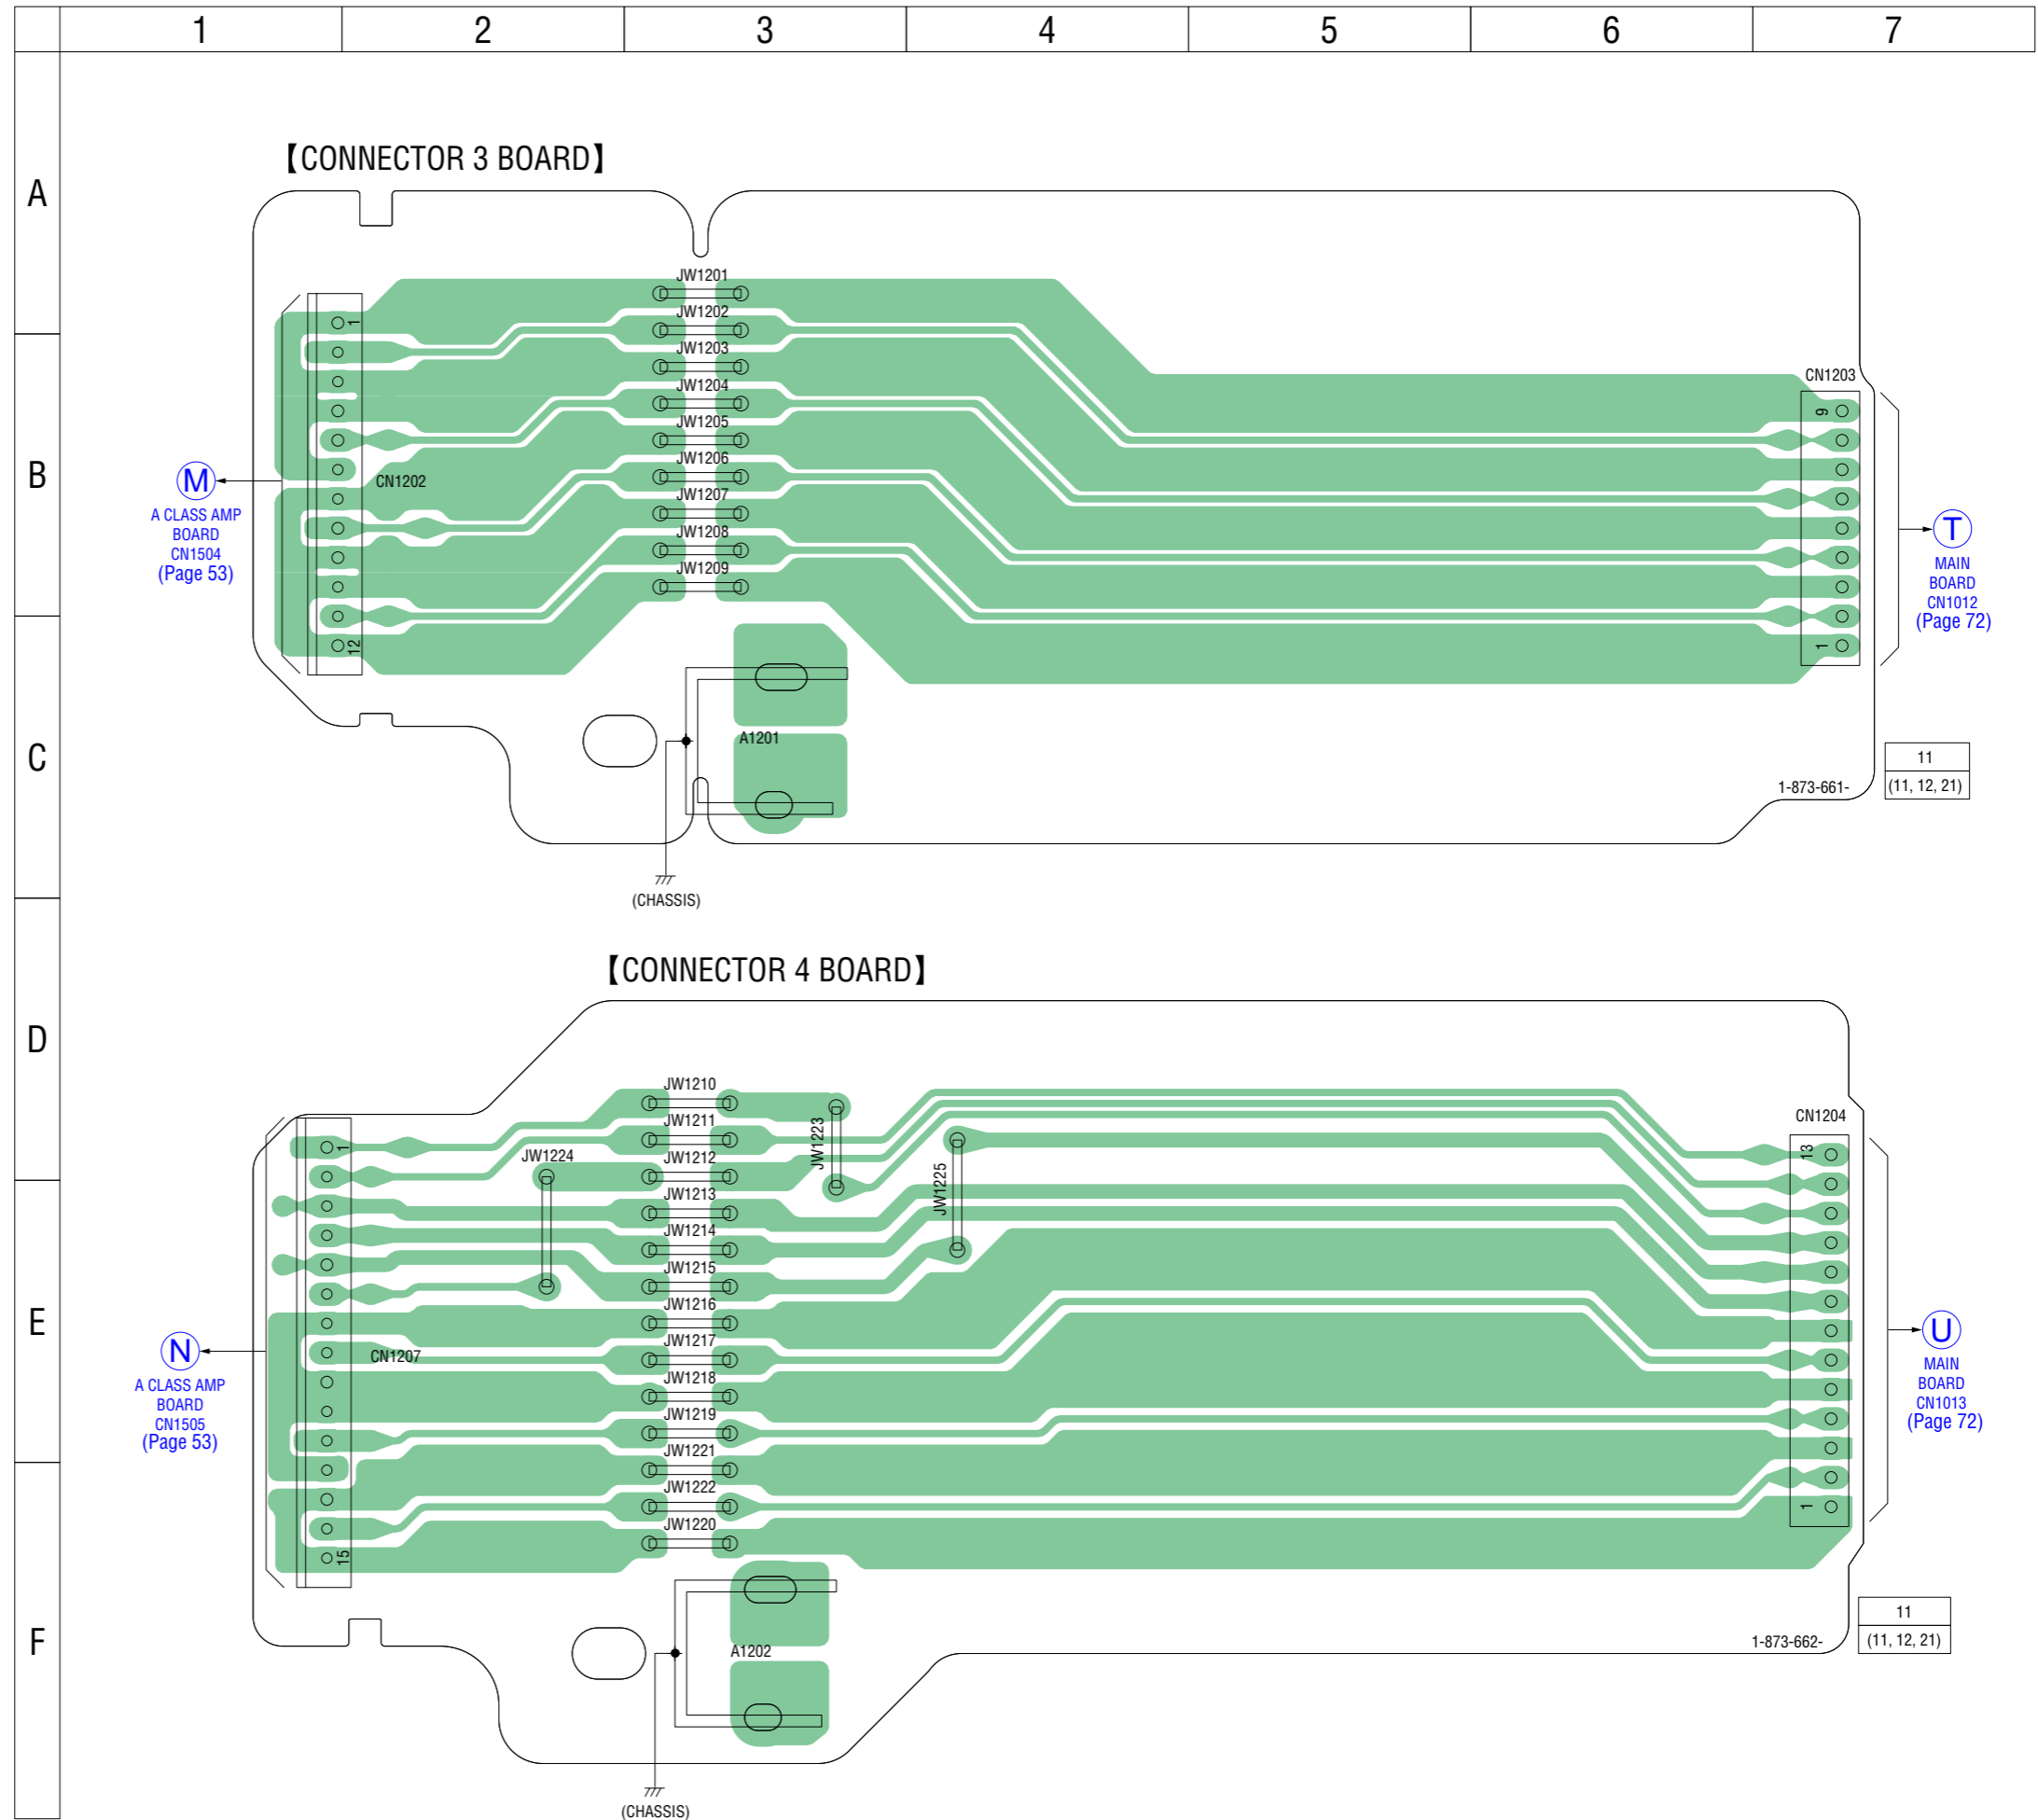 1 2 3 4 5 6 7
A
B
C
D
E
F
【CONNECTOR 3 BOARD】
JW1201
JW1202
JW1203
JW1204
JW1205
JW1206
JW1207
JW1208
JW1209
1
12
CN1202
CN1203
9
1
M
A CLASS AMP
BOARD
CN1504
(Page 53)
T
MAIN
BOARD
CN1012
(Page 72)
A1201
(CHASSIS)
1-873-661-
11
(11, 12, 21)
【CONNECTOR 4 BOARD】
JW1210
JW1211
JW1212
JW1213
JW1214
JW1215
JW1216
JW1217
JW1218
JW1219
JW1221
JW1222
JW1220
JW1223
JW1224
JW1225
1
15
CN1207
CN1204
13
1
N
A CLASS AMP
BOARD
CN1505
(Page 53)
U
MAIN
BOARD
CN1013
(Page 72)
A1202
(CHASSIS)
1-873-662-
11
(11, 12, 21)